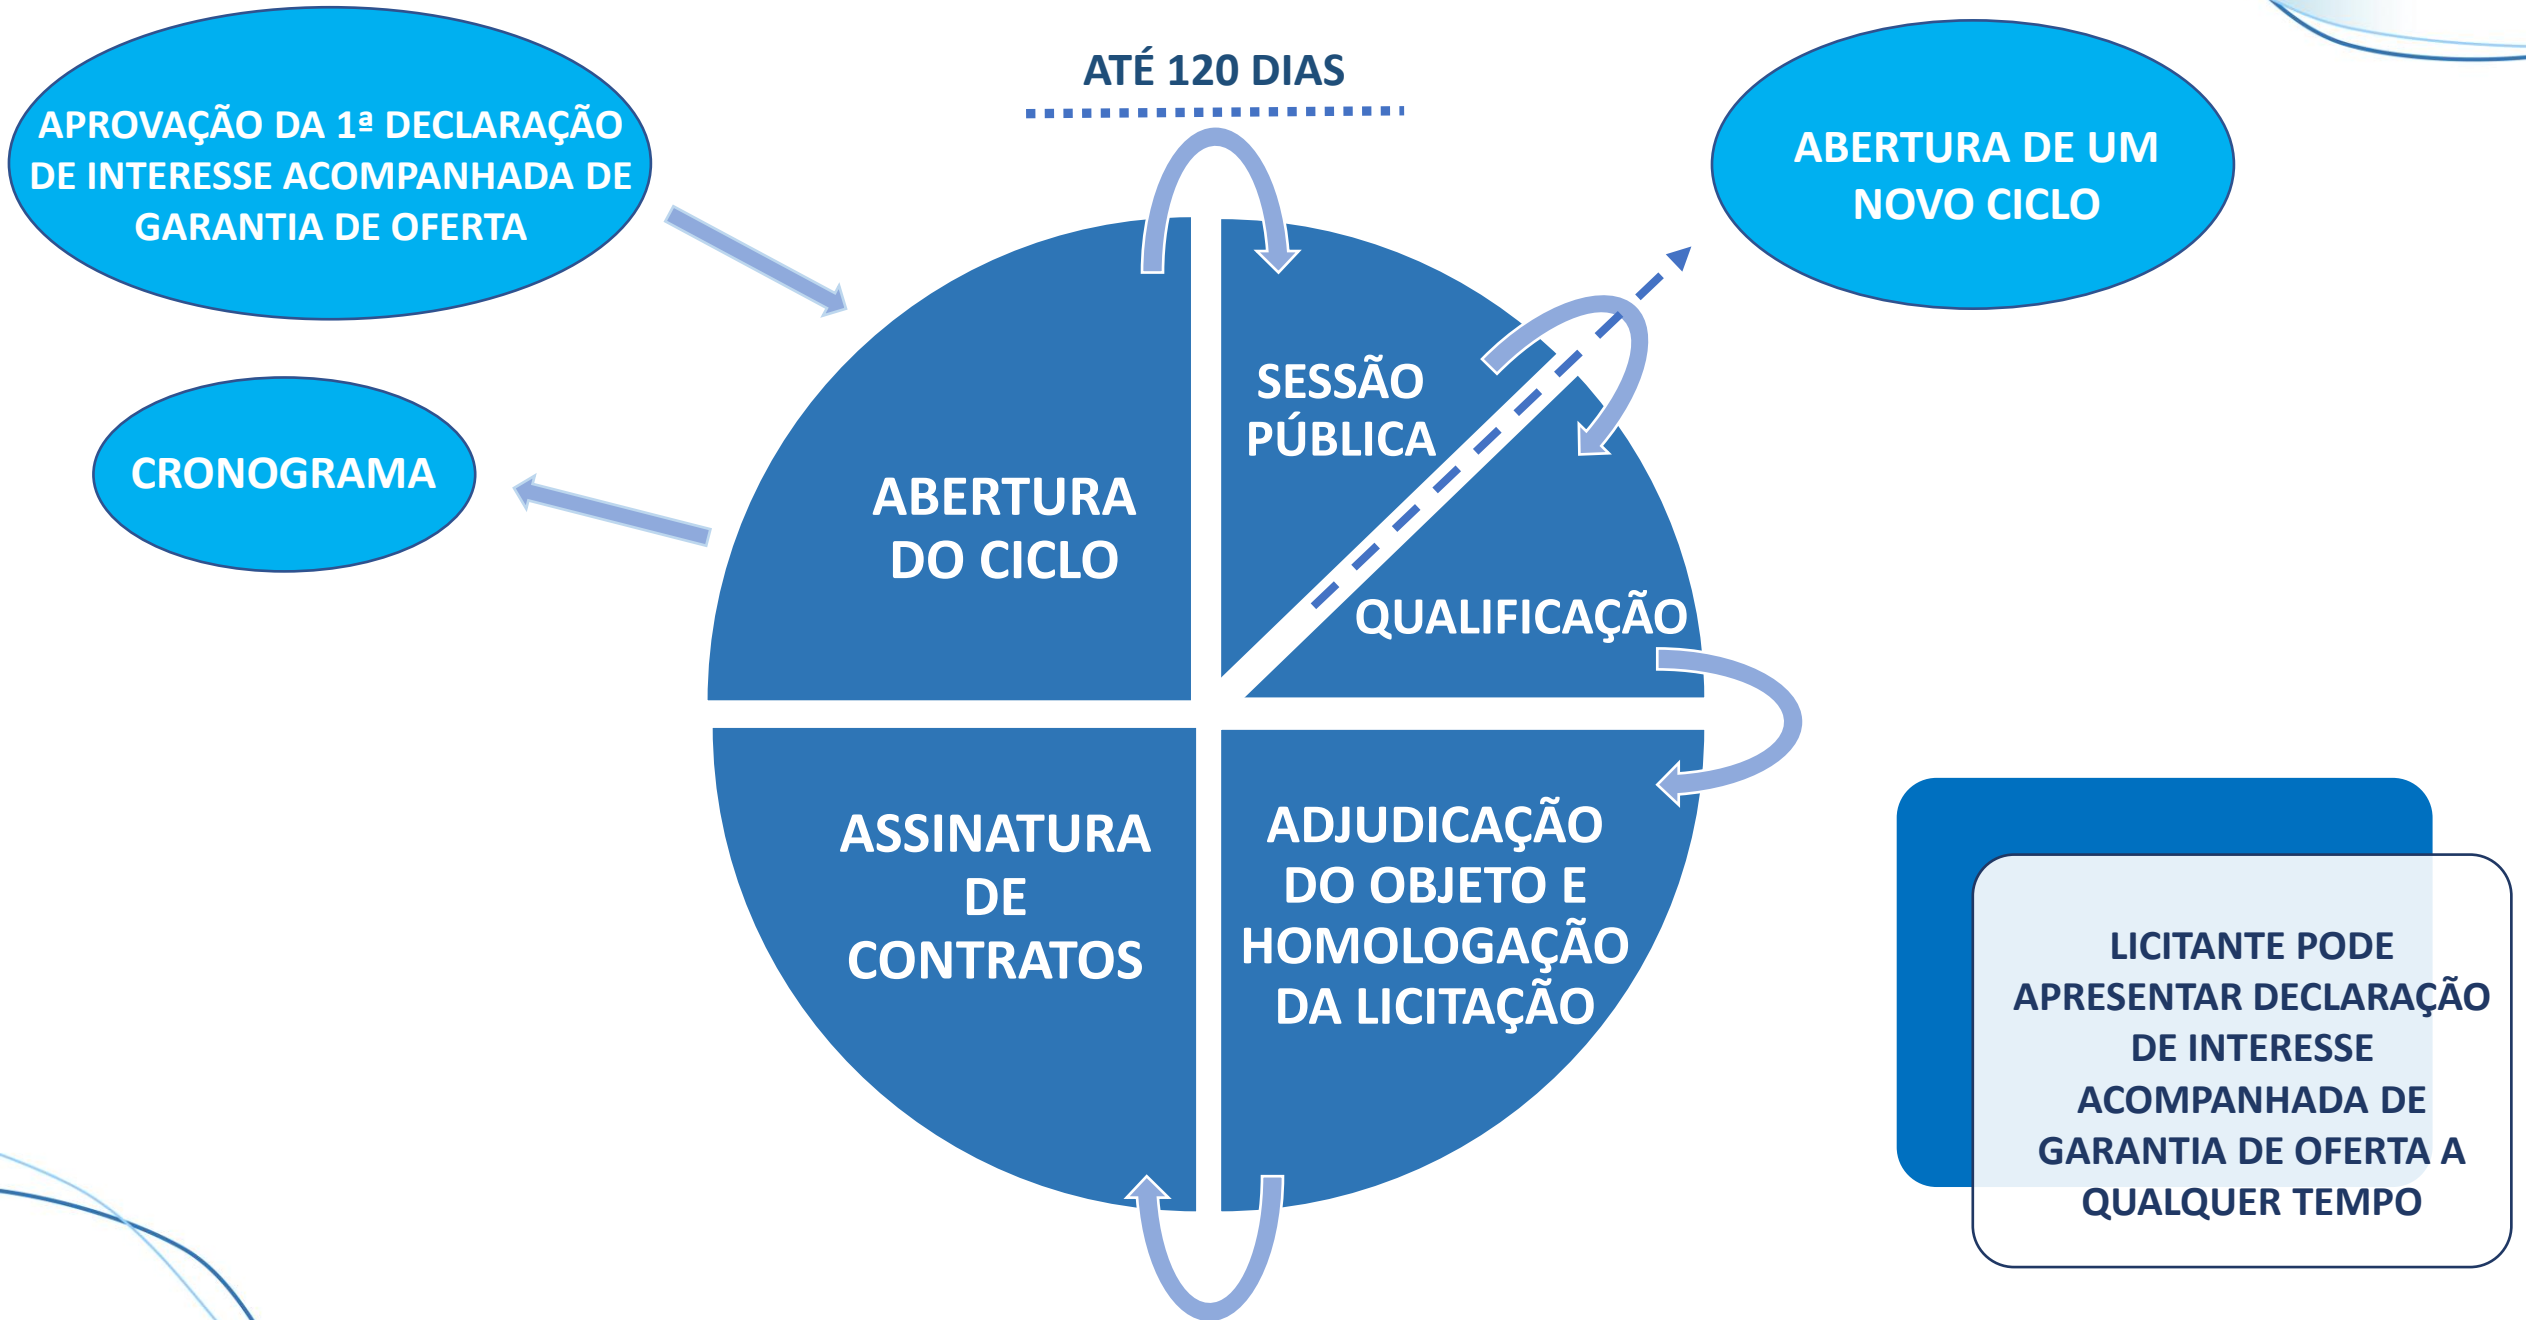 APROVAÇÃO DA 1ª DECLARAÇÃO
DE INTERESSE ACOMPANHADA DE
GARANTIA DE OFERTA
ATÉ 120 DIAS
ABERTURA DE UM
NOVO CICLO
CRONOGRAMA
ABERTURA
DO CICLO
SESSÃO
PÚBLICA
QUALIFICAÇÃO
ADJUDICAÇÃO
DO OBJETO E
HOMOLOGAÇÃO
DA LICITAÇÃO
ASSINATURA
DE
CONTRATOS
LICITANTE PODE
APRESENTAR DECLARAÇÃO
DE INTERESSE
ACOMPANHADA DE
GARANTIA DE OFERTA A
QUALQUER TEMPO